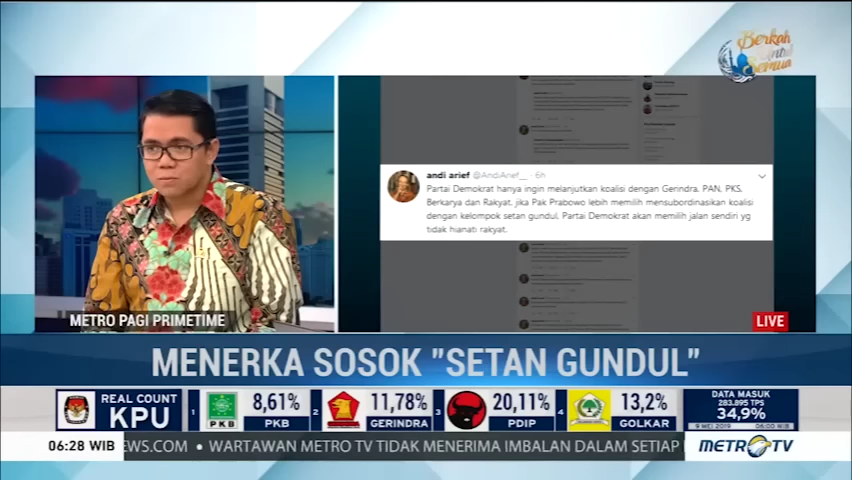 Berkah
untuk
Semua
andi arief @AndiArief__ · 6h
Partai Demokrat hanya ingin melanjutkan koalisi dengan Gerindra, PAN, PKS,
Berkarya dan Rakyat. jika Pak Prabowo lebih memilih mensubordinasikan koalisi
dengan kelompok setan gundul, Partai Demokrat akan memilih jalan sendiri yg
tidak hianati rakyat.
METRO PAGI PRIMETIME
LIVE
MENERKA SOSOK "SETAN GUNDUL"
KPU
REAL COUNT
KPU
1
PKB
8,61%
PKB
2
GERINDRA
11,78%
GERINDRA
3
20,11%
PDIP
4
13,2%
GOLKAR
DATA MASUK
283.895 TPS
34,9%
9 MEI 2019 06:00 WIB
06:28 WIB
EWS.COM • WARTAWAN METRO TV TIDAK MENERIMA IMBALAN DALAM SETIAP
METRO TV